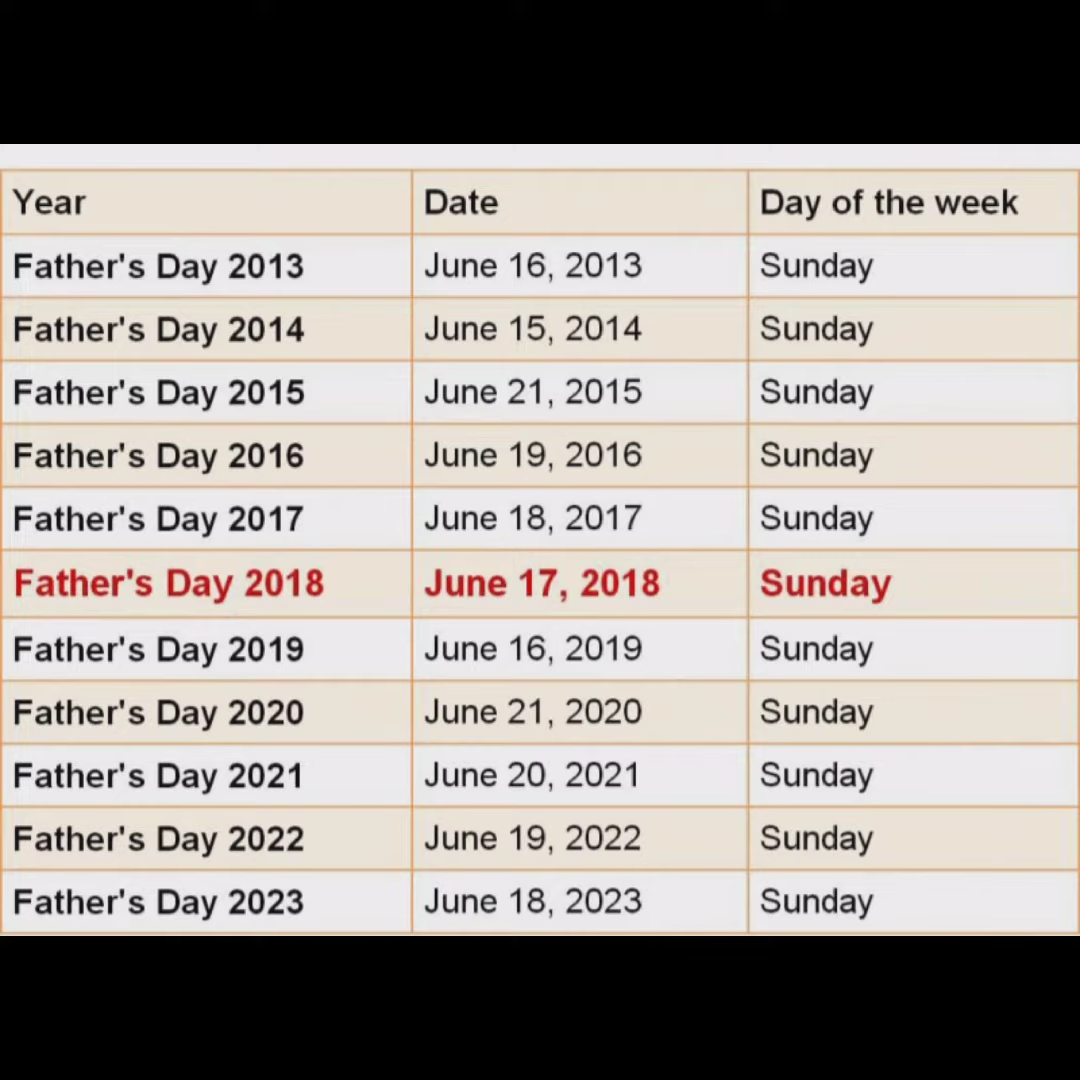 Year Date Day of the week
Father's Day 2013 June 16, 2013 Sunday
Father's Day 2014 June 15, 2014 Sunday
Father's Day 2015 June 21, 2015 Sunday
Father's Day 2016 June 19, 2016 Sunday
Father's Day 2017 June 18, 2017 Sunday
Father's Day 2018 June 17, 2018 Sunday
Father's Day 2019 June 16, 2019 Sunday
Father's Day 2020 June 21, 2020 Sunday
Father's Day 2021 June 20, 2021 Sunday
Father's Day 2022 June 19, 2022 Sunday
Father's Day 2023 June 18, 2023 Sunday